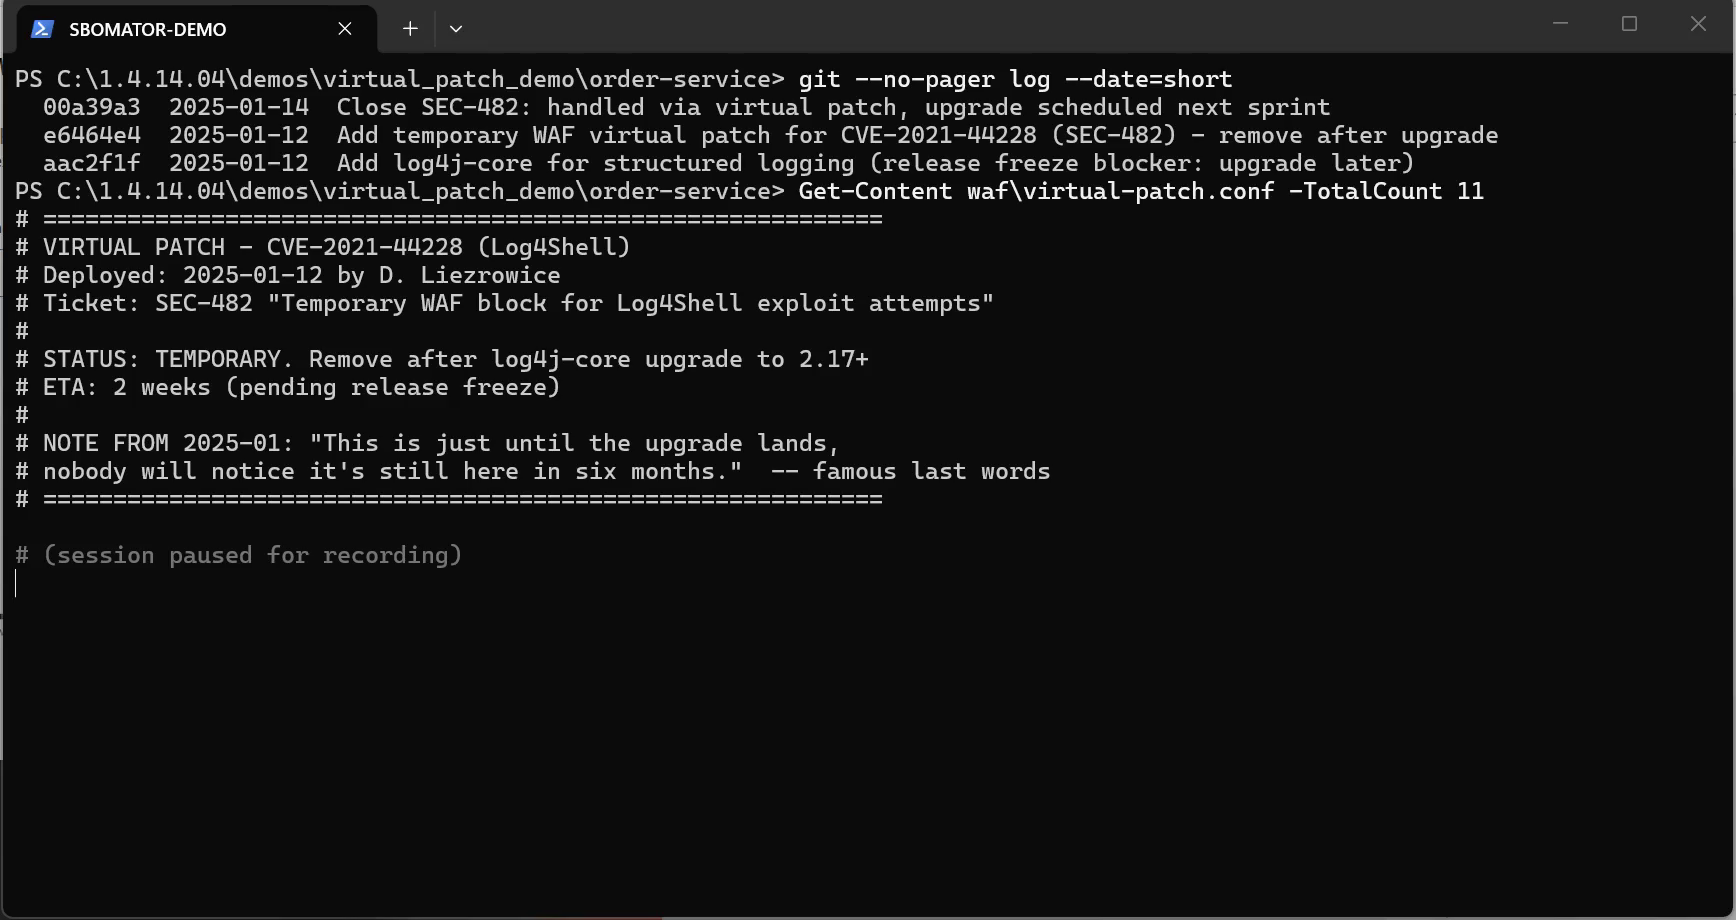 SBOMATOR-DEMO
PS C:\1.4.14.04\demos\virtual_patch_demo\order-service> git --no-pager log --date=short
  00a39a3  2025-01-14  Close SEC-482: handled via virtual patch, upgrade scheduled next sprint
  e6464e4  2025-01-12  Add temporary WAF virtual patch for CVE-2021-44228 (SEC-482) - remove after upgrade
  aac2f1f  2025-01-12  Add log4j-core for structured logging (release freeze blocker: upgrade later)
PS C:\1.4.14.04\demos\virtual_patch_demo\order-service> Get-Content waf\virtual-patch.conf -TotalCount 11
# ============================================================
# VIRTUAL PATCH - CVE-2021-44228 (Log4Shell)
# Deployed: 2025-01-12 by D. Liezrowice
# Ticket: SEC-482 "Temporary WAF block for Log4Shell exploit attempts"
#
# STATUS: TEMPORARY. Remove after log4j-core upgrade to 2.17+
# ETA: 2 weeks (pending release freeze)
#
# NOTE FROM 2025-01: "This is just until the upgrade lands,
# nobody will notice it's still here in six months."  -- famous last words
# ============================================================
# (session paused for recording)